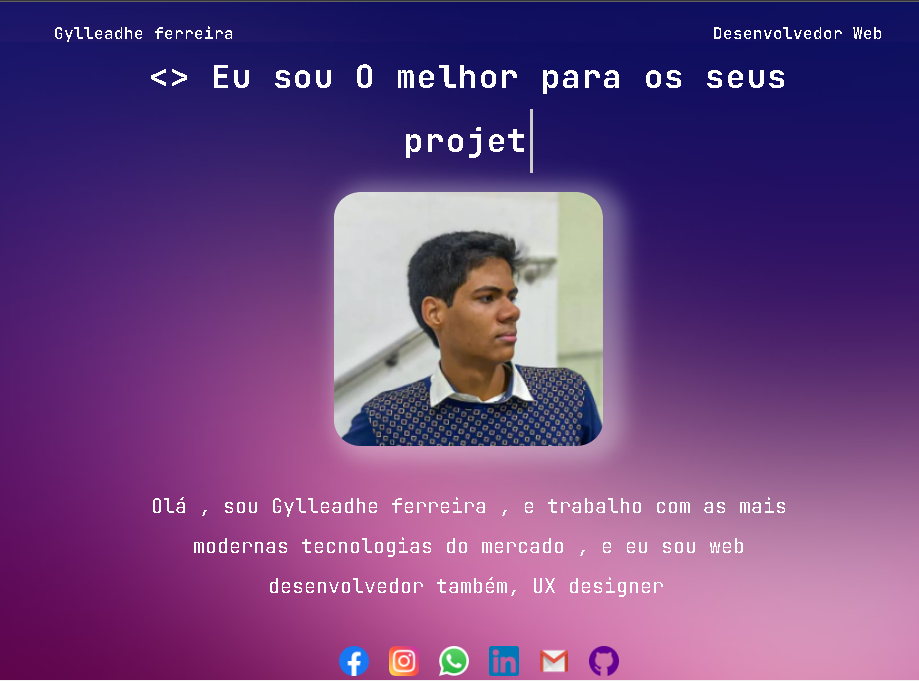 Gylleadhe ferreira
Desenvolvedor Web
<> Eu sou O melhor para os seus
projet
Olá , sou Gylleadhe ferreira , e trabalho com as mais
modernas tecnologias do mercado , e eu sou web
desenvolvedor também, UX designer